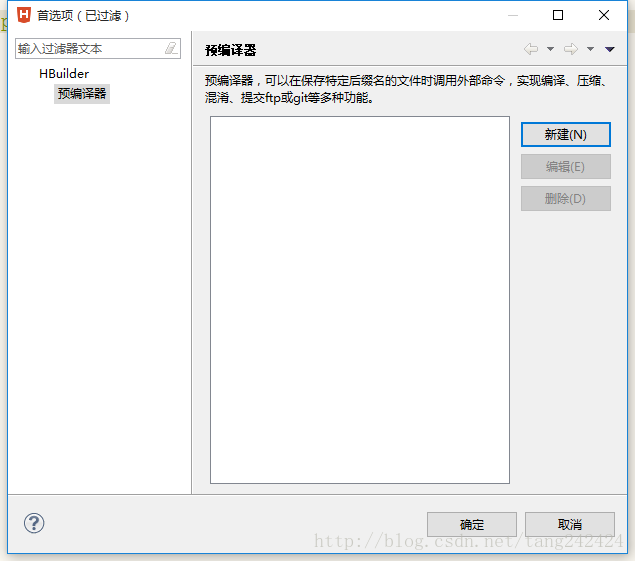 首选项（已过滤）
输入过滤器文本
HBuilder
预编译器
预编译器
预编译器，可以在保存特定后缀名的文件时调用外部命令，实现编译、压缩、
混淆、提交ftp或git等多种功能。
新建(N)
编辑(E)
删除(D)
确定
取消
http://blog.csdn.net/tang242424